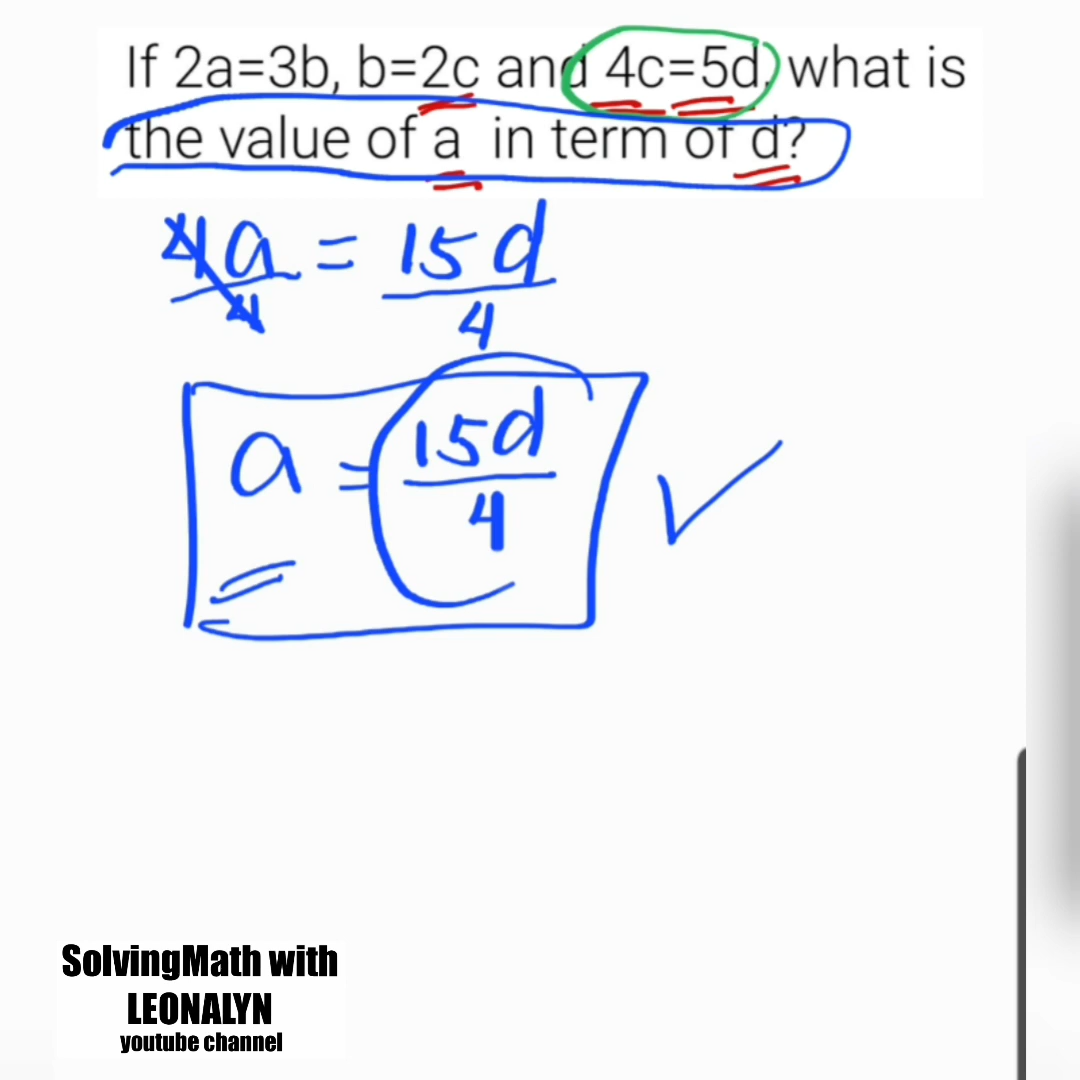 If 2a=3b, b=2c and 4c=5d, what is
the value of a in term of d?
4a = 15d
4 4
a = 15d
4
SolvingMath with
LEONALYN
youtube channel